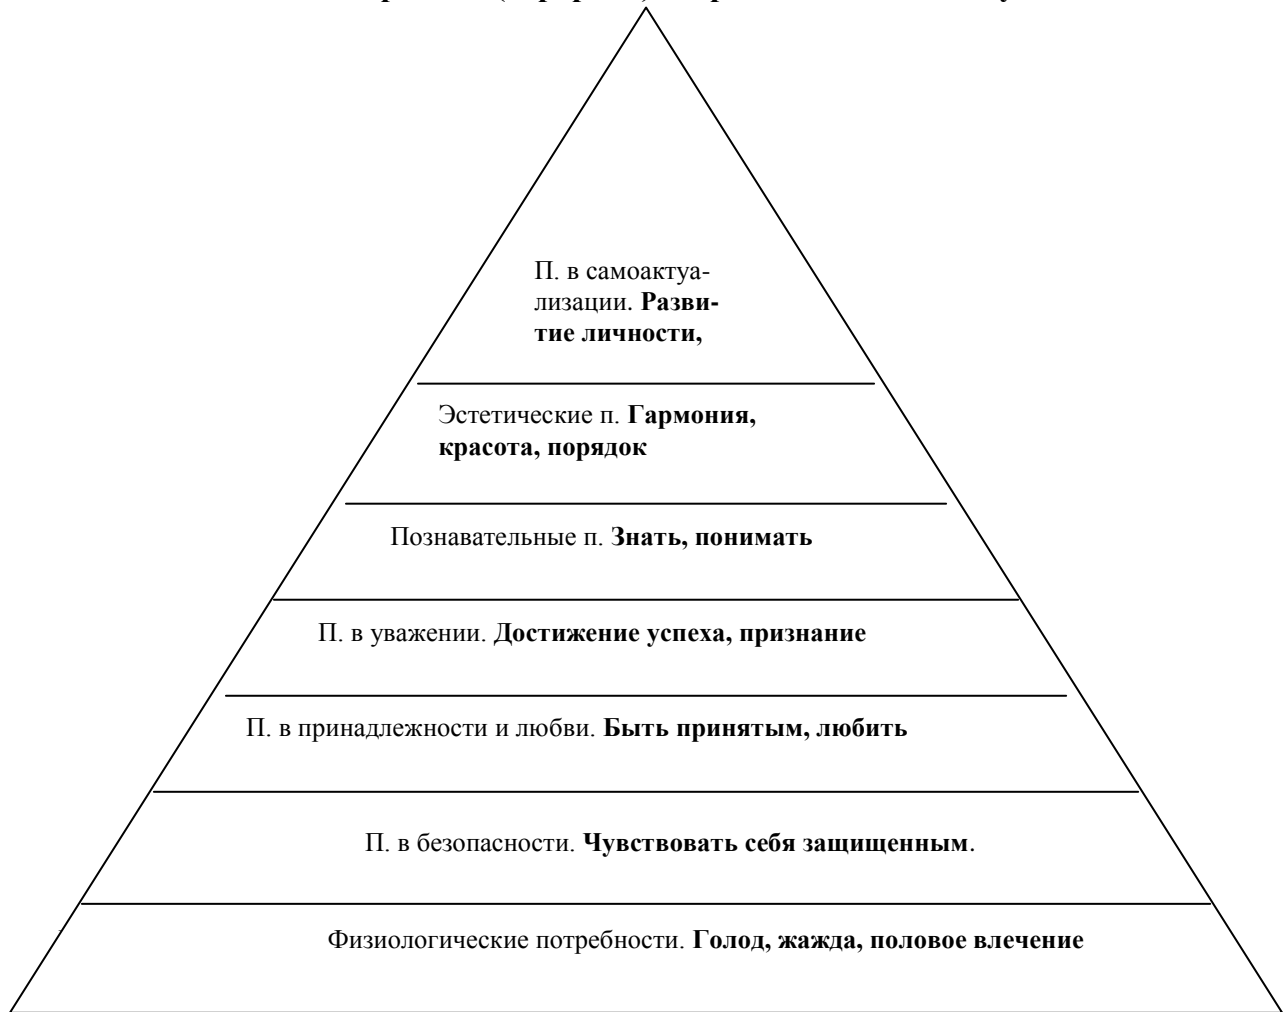 П. в самоактуа-
лизации. Разви-
тие личности,
Эстетические п. Гармония,
красота, порядок
Познавательные п. Знать, понимать
П. в уважении. Достижение успеха, признание
П. в принадлежности и любви. Быть принятым, любить
П. в безопасности. Чувствовать себя защищенным.
Физиологические потребности. Голод, жажда, половое влечение